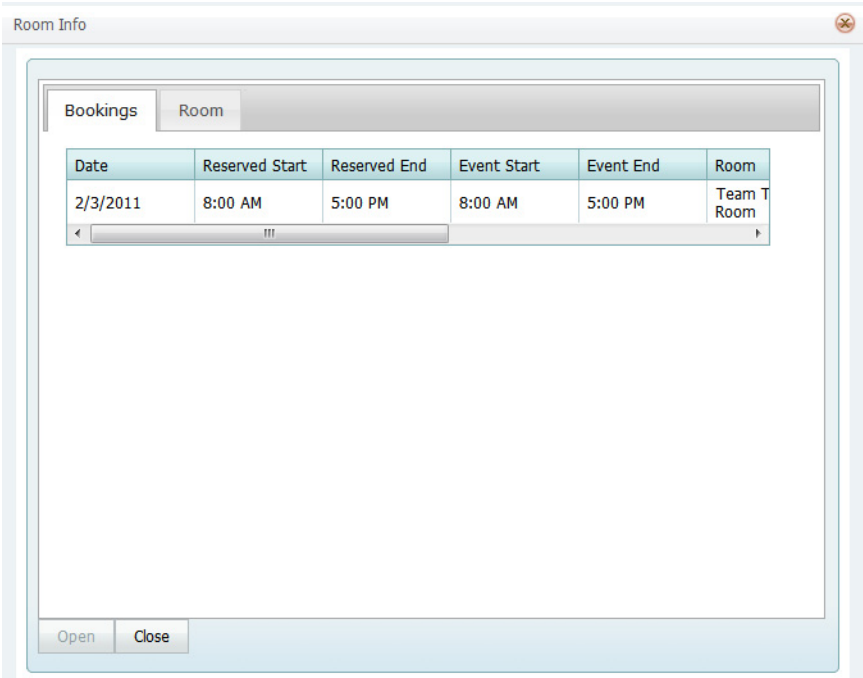 Room Info
Bookings Room
Date Reserved Start Reserved End Event Start Event End Room
2/3/2011 8:00 AM 5:00 PM 8:00 AM 5:00 PM Team T
Room
Open Close